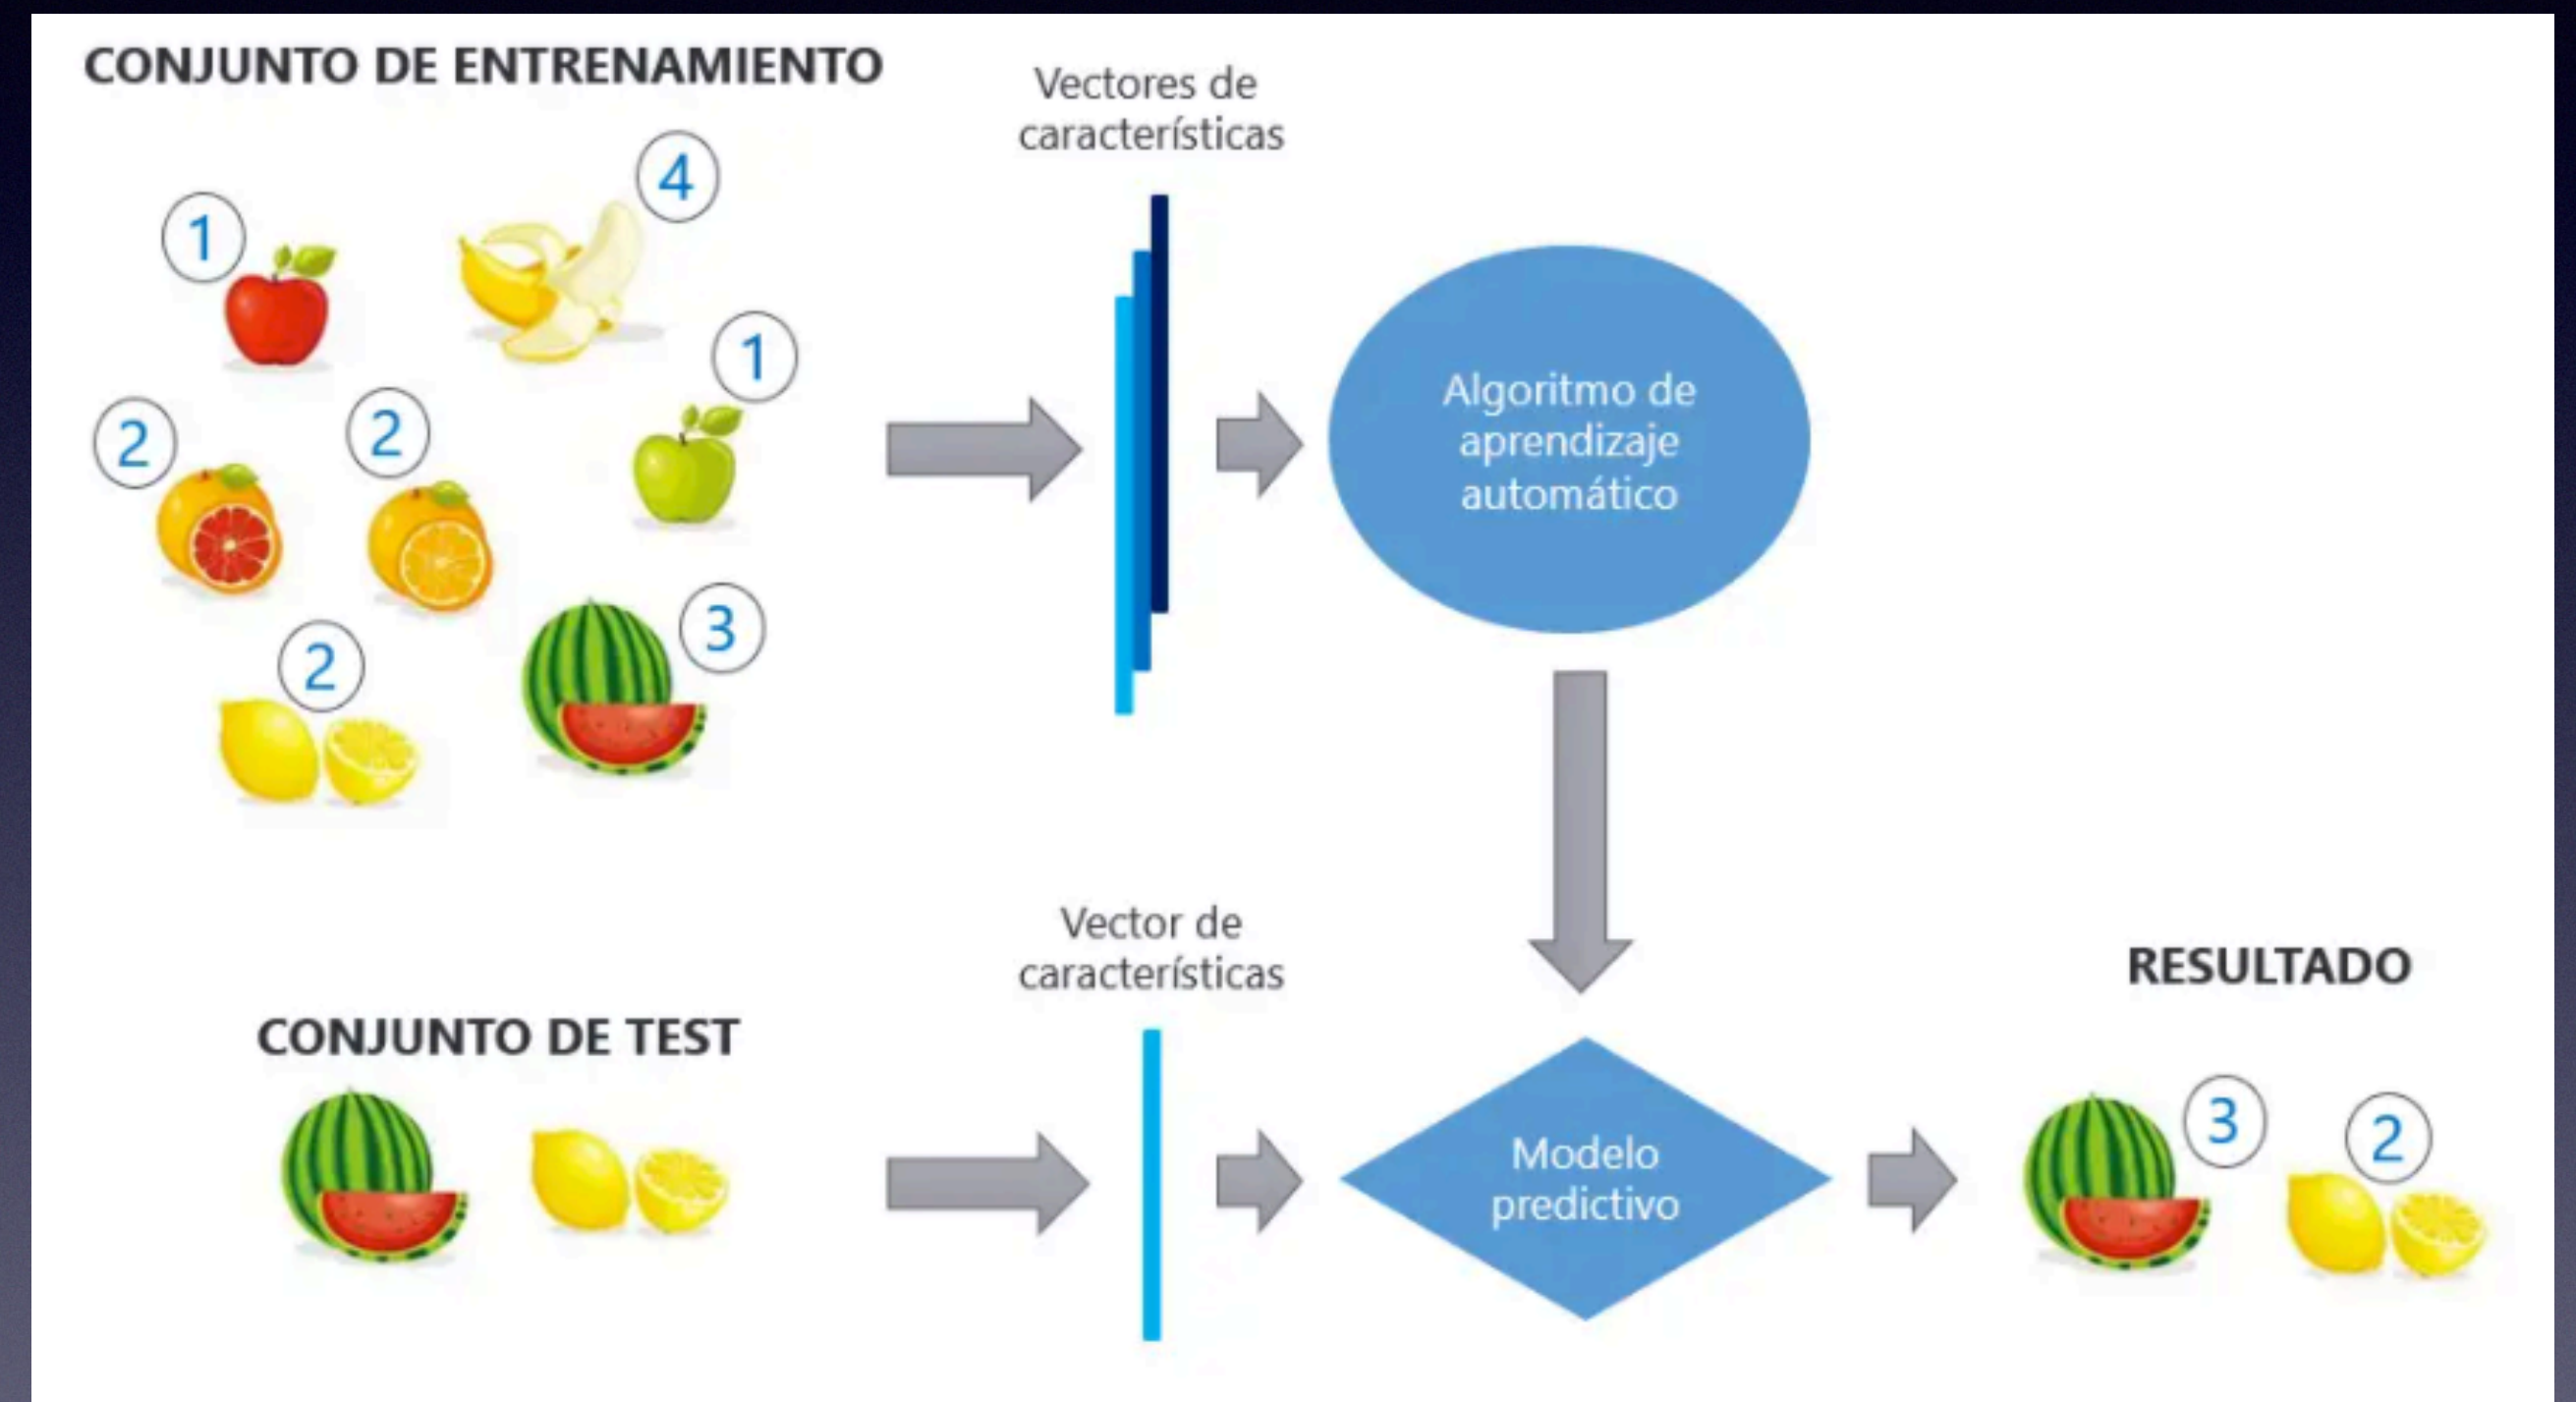 CONJUNTO DE ENTRENAMIENTO
4
1
1
2
2
3
2
Vectores de
características
Algoritmo de
aprendizaje
automático
CONJUNTO DE TEST
Vector de
características
Modelo
predictivo
RESULTADO
3
2